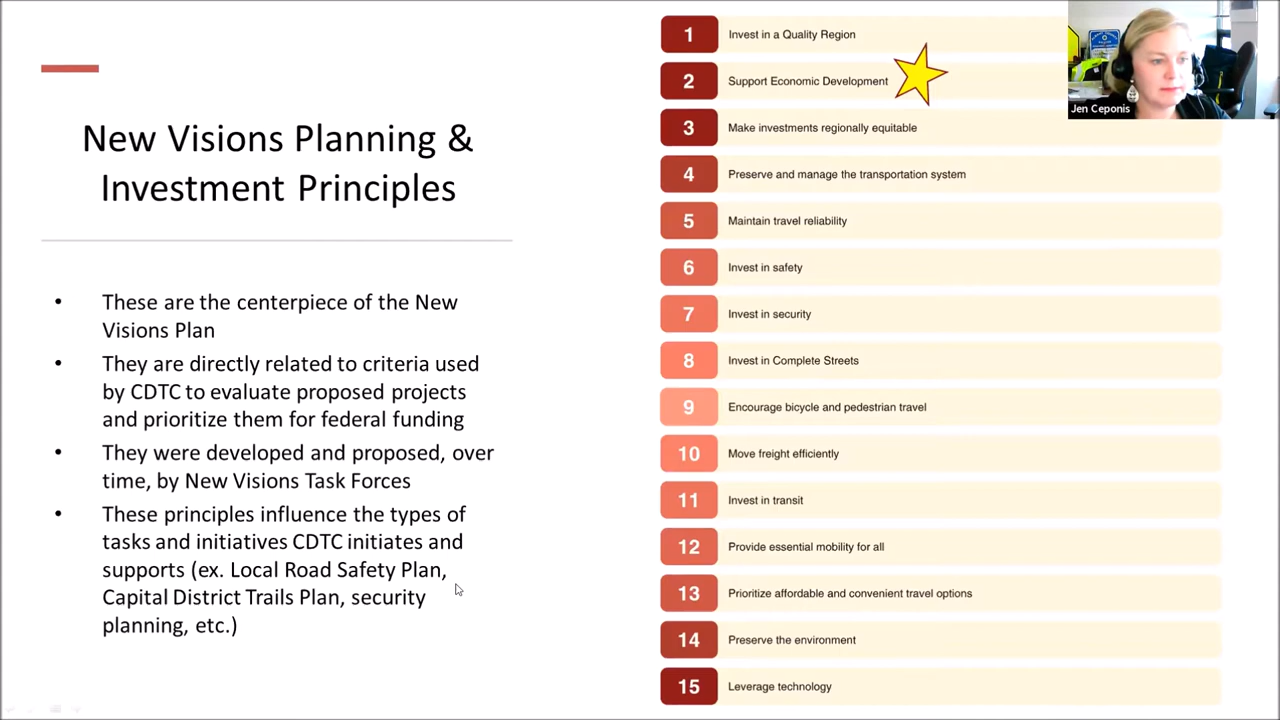 New Visions Planning &
Investment Principles
• These are the centerpiece of the New
Visions Plan
• They are directly related to criteria used
by CDTC to evaluate proposed projects
and prioritize them for federal funding
• They were developed and proposed, over
time, by New Visions Task Forces
• These principles influence the types of
tasks and initiatives CDTC initiates and
supports (ex. Local Road Safety Plan,
Capital District Trails Plan, security
planning, etc.)
1 Invest in a Quality Region
2 Support Economic Development
3 Make investments regionally equitable
4 Preserve and manage the transportation system
5 Maintain travel reliability
6 Invest in safety
7 Invest in security
8 Invest in Complete Streets
9 Encourage bicycle and pedestrian travel
10 Move freight efficiently
11 Invest in transit
12 Provide essential mobility for all
13 Prioritize affordable and convenient travel options
14 Preserve the environment
15 Leverage technology
Jen Ceponis